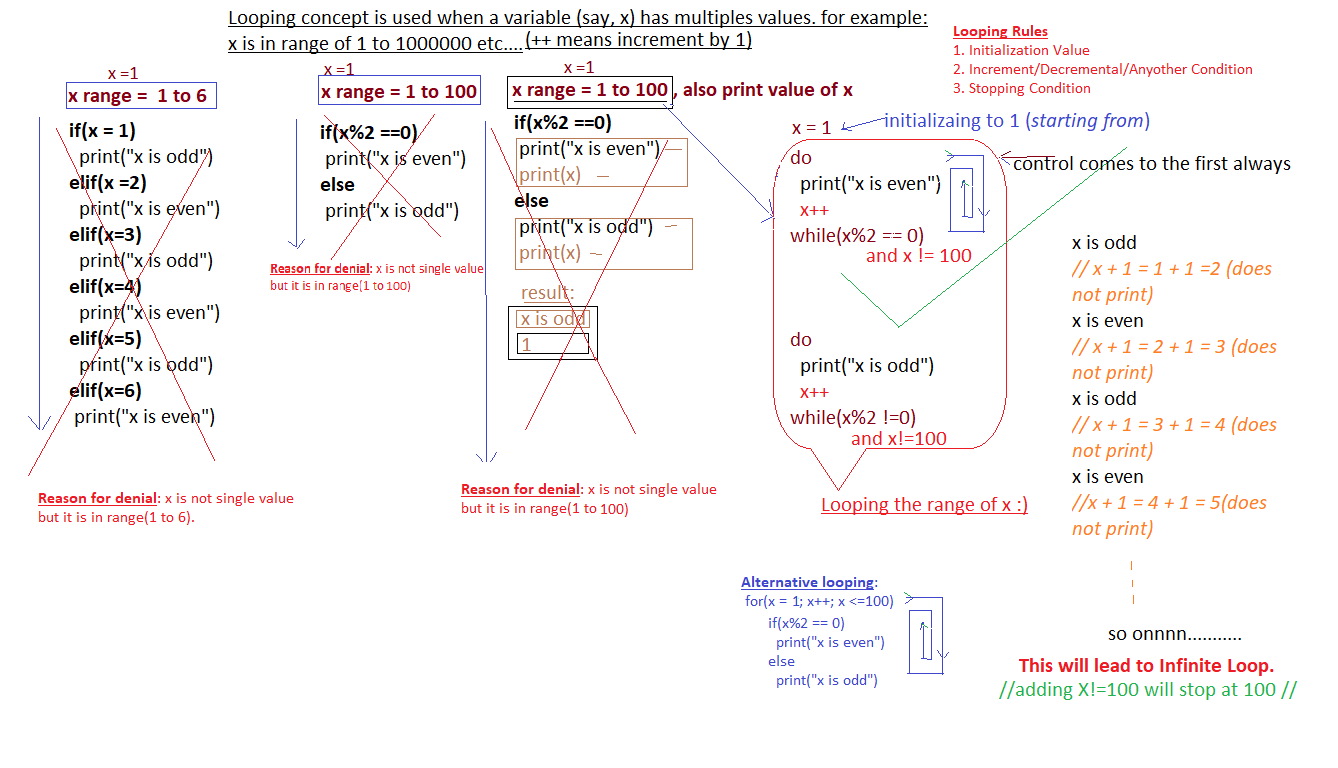 Looping concept is used when a variable (say, x) has multiples values. for example:
x is in range of 1 to 1000000 etc....(++ means increment by 1)
Looping Rules
1. Initialization Value
2. Increment/Decremental/Anyother Condition
3. Stopping Condition
x =1
x range = 1 to 6
if(x = 1)
print("x is odd")
elif(x =2)
print("x is even")
elif(x=3)
print("x is odd")
elif(x=4)
print("x is even")
elif(x=5)
print("x is odd")
elif(x=6)
print("x is even")
Reason for denial: x is not single value
but it is in range(1 to 6).
x =1
x range = 1 to 100
if(x%2 ==0)
print("x is even")
else
print("x is odd")
Reason for denial: x is not single value
but it is in range(1 to 100)
x =1
x range = 1 to 100 , also print value of x
if(x%2 ==0)
print("x is even")
print(x)
else
print("x is odd")
print(x)
result:
x is odd
1
Reason for denial: x is not single value
but it is in range(1 to 100)
x = 1
initializaing to 1 (starting from)
do
print("x is even")
x++
while(x%2 == 0)
and x != 100
control comes to the first always
do
print("x is odd")
x++
while(x%2 !=0)
and x!=100
Looping the range of x :)
x is odd
// x + 1 = 1 + 1 =2 (does
not print)
x is even
// x + 1 = 2 + 1 = 3 (does
not print)
x is odd
// x + 1 = 3 + 1 = 4 (does
not print)
x is even
//x + 1 = 4 + 1 = 5(does
not print)
so onnnn...........
This will lead to Infinite Loop.
//adding X!=100 will stop at 100 //
Alternative looping:
for(x = 1; x++; x <=100)
if(x%2 == 0)
print("x is even")
else
print("x is odd")